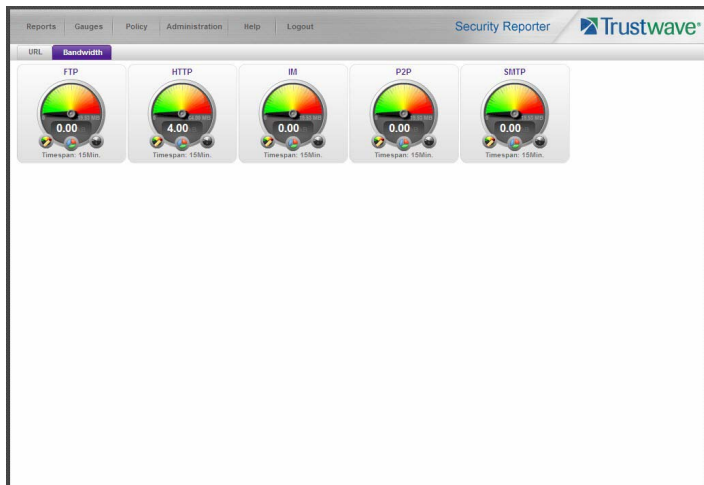 Reports Gauges Policy Administration Help Logout
Security Reporter
Trustwave®
URL Bandwidth
FTP HTTP IM P2P SMTP
0.00 4.00 0.00 0.00 0.00
Timespan: 15Min. Timespan: 15Min. Timespan: 15Min. Timespan: 15Min. Timespan: 15Min.